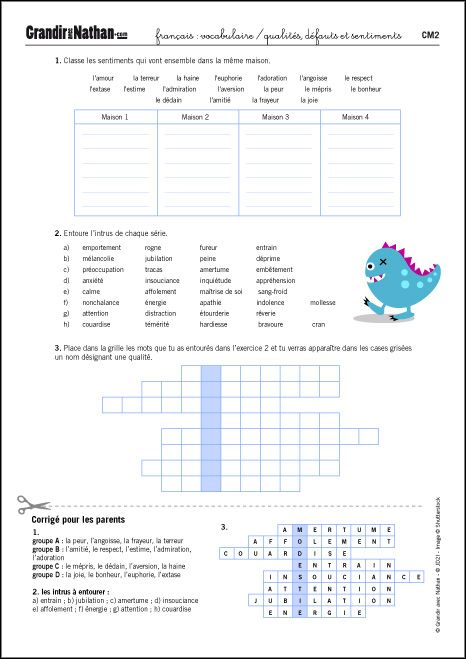 Grandir avec Nathan.com français : vocabulaire / qualités, défauts et sentiments CM2
1. Classe les sentiments qui vont ensemble dans la même maison.
l'amour la terreur la haine l'euphorie l'adoration l'angoisse le respect
l'extase l'estime l'admiration l'aversion la peur le mépris le bonheur
le dédain l'amitié la frayeur la joie
Maison 1 Maison 2 Maison 3 Maison 4
2. Entoure l'intrus de chaque série.
a) emportement rogne fureur entrain
b) mélancolie jubilation peine déprime
c) préoccupation tracas amertume embêtement
d) anxiété insouciance inquiétude appréhension
e) calme affolement maîtrise de soi sang-froid
f) nonchalance énergie apathie indolence mollesse
g) attention distraction étourderie rêverie
h) couardise témérité hardiesse bravoure cran
3. Place dans la grille les mots que tu as entourés dans l'exercice 2 et tu verras apparaître dans les cases grisées
un nom désignant une qualité.
Corrigé pour les parents
1.
groupe A : la peur, l'angoisse, la frayeur, la terreur
groupe B : l'amitié, le respect, l'estime, l'admiration,
l'adoration
groupe C : le mépris, le dédain, l'aversion, la haine
groupe D : la joie, le bonheur, l'euphorie, l'extase
2. les intrus à entourer :
a) entrain ; b) jubilation ; c) amertume ; d) insouciance
e) affolement ; f) énergie ; g) attention ; h) couardise
3.
A M E R T U M E
A F F O L E M E N T
C O U A R D I S E
E N T R A I N
I N S O U C I A N C E
A T T E N T I O N
J U B I L A T I O N
E N E R G I E
© Grandir avec Nathan - © JD2I - Image © Shutterstock